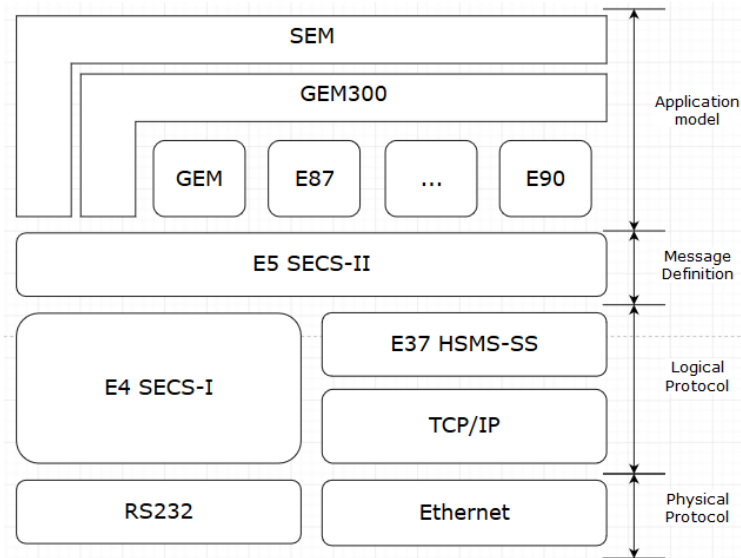 SEM
GEM300
Application
model
GEM
E87
...
E90
E5 SECS-II
Message
Definition
E4 SECS-I
E37 HSMS-SS
Logical
Protocol
TCP/IP
RS232
Ethernet
Physical
Protocol